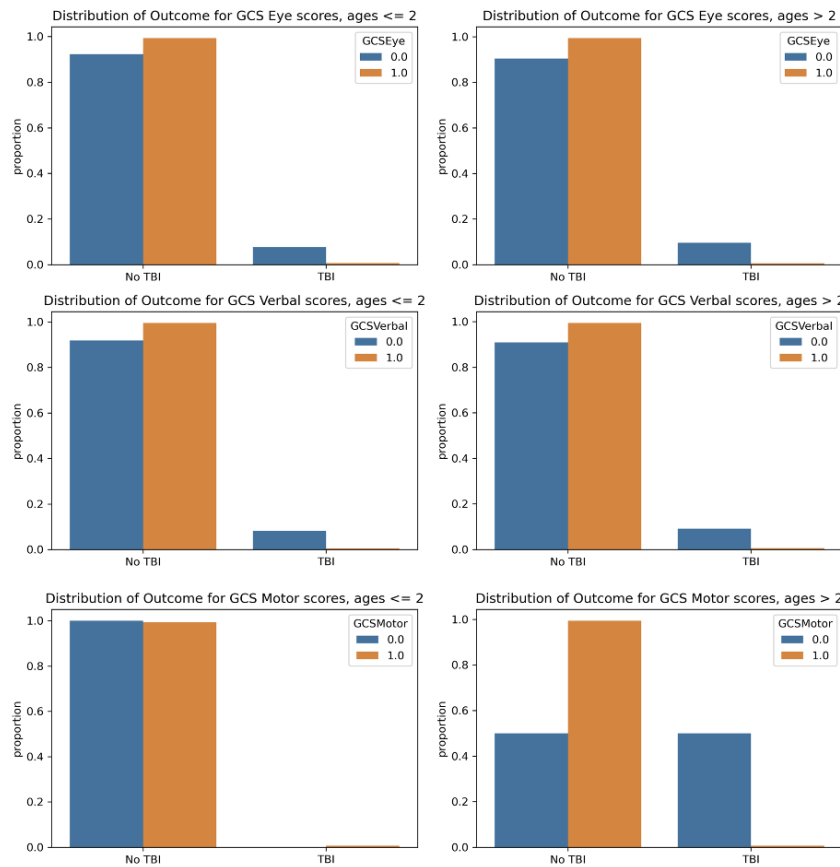 Distribution of Outcome for GCS Eye scores, ages <= 2
GCSEye
0.0
1.0
proportion
1.0
0.8
0.6
0.4
0.2
0.0
No TBI
TBI
Distribution of Outcome for GCS Eye scores, ages > 2
GCSEye
0.0
1.0
proportion
1.0
0.8
0.6
0.4
0.2
0.0
No TBI
TBI
Distribution of Outcome for GCS Verbal scores, ages <= 2
GCSVerbal
0.0
1.0
proportion
1.0
0.8
0.6
0.4
0.2
0.0
No TBI
TBI
Distribution of Outcome for GCS Verbal scores, ages > 2
GCSVerbal
0.0
1.0
proportion
1.0
0.8
0.6
0.4
0.2
0.0
No TBI
TBI
Distribution of Outcome for GCS Motor scores, ages <= 2
GCSMotor
0.0
1.0
proportion
1.0
0.8
0.6
0.4
0.2
0.0
No TBI
TBI
Distribution of Outcome for GCS Motor scores, ages > 2
GCSMotor
0.0
1.0
proportion
1.0
0.8
0.6
0.4
0.2
0.0
No TBI
TBI